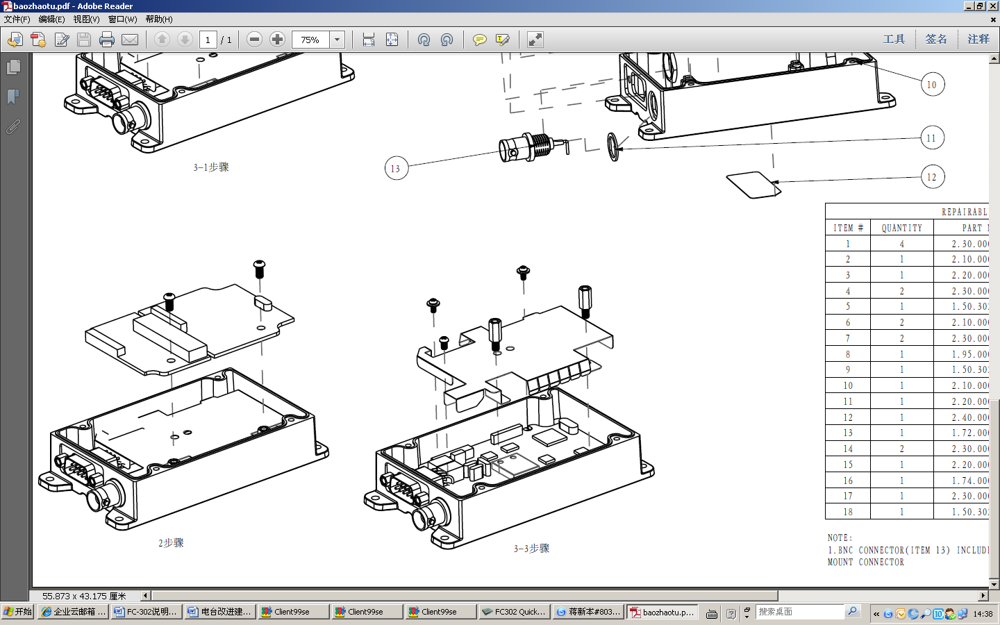 baozhaotu.pdf - Adobe Reader
文件(F) 编辑(E) 视图(V) 窗口(W) 帮助(H)
1 / 1 75% 工具 签名 注释
10
11
13
12
3-1步骤
REPAIRABL
ITEM # QUANTITY PART
1 4 2.30.00
2 1 2.10.00
3 1 2.20.00
4 2 2.30.00
5 1 1.50.30
6 2 2.10.00
7 2 2.30.00
8 1 1.95.00
9 1 1.50.30
10 1 2.10.00
11 1 2.20.00
12 1 2.40.00
13 1 1.72.00
14 2 2.30.00
15 1 2.20.00
16 1 1.74.00
17 1 2.30.00
18 1 1.50.30
2步骤
3-3步骤
NOTE:
1.BNC CONNECTOR(ITEM 13) INCLUD
MOUNT CONNECTOR
55.873 x 43.175 厘米
开始 企业云邮箱 ... FC-302说明... 电台改进建... Client99se Client99se Client99se FC302 Quick... 蒋新本#803... baozhaotu.p... 搜索桌面 14:38